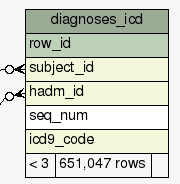 diagnoses_icd
row_id
subject_id
hadm_id
seq_num
icd9_code
< 3 651,047 rows